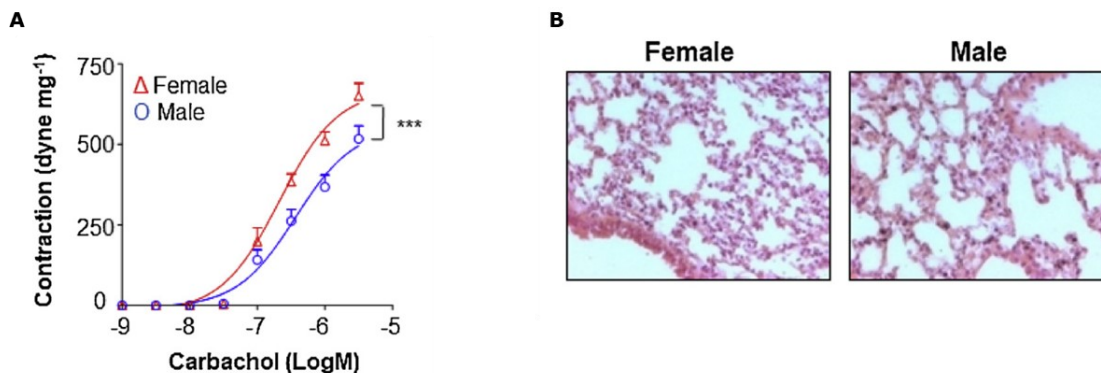 A
Contraction (dyne mg⁻¹)
750
500
250
0
Female
Male
***
-9
-8
-7
-6
-5
Carbachol (LogM)
B
Female
Male